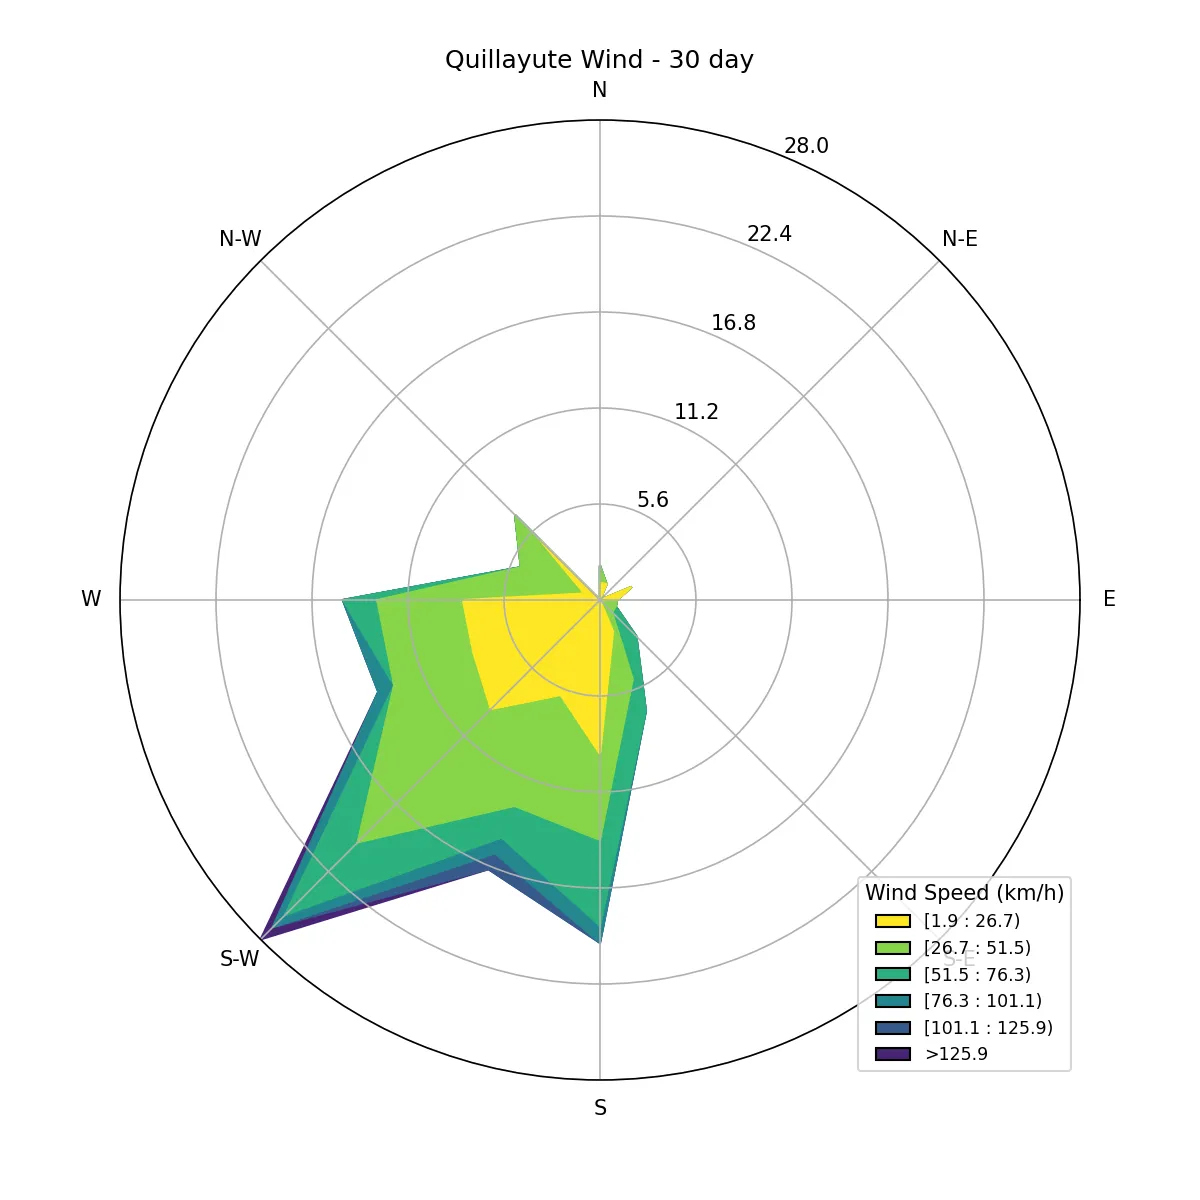 Quillayute Wind - 30 day
N
28.0
N-W
22.4
N-E
16.8
11.2
5.6
W
E
Wind Speed (km/h)
[1.9 : 26.7)
[26.7 : 51.5)
S-W
S-E
[51.5 : 76.3)
[76.3 : 101.1)
[101.1 : 125.9)
>125.9
S